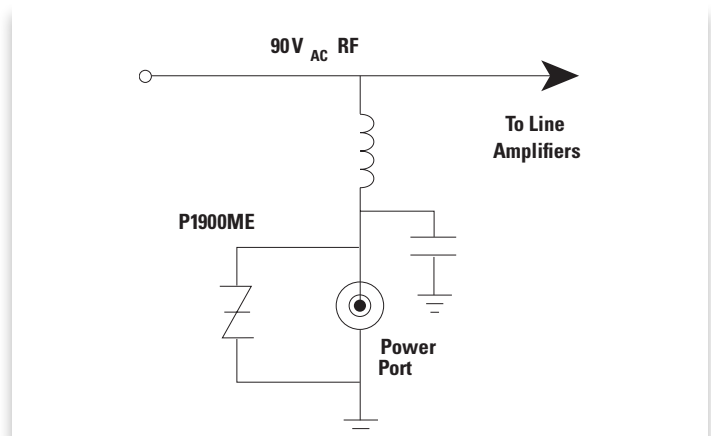 90V AC RF
To Line
Amplifiers
P1900ME
Power
Port